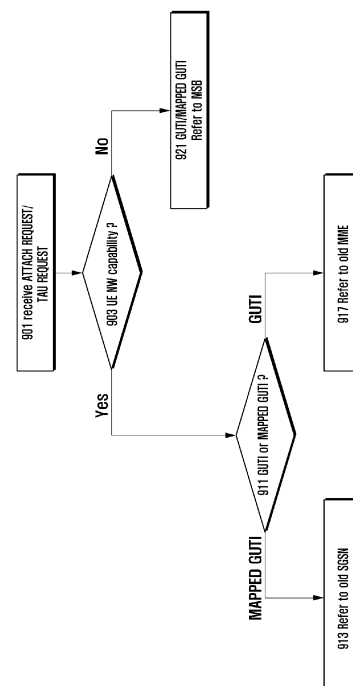 901 receive ATTACH REQUEST/
TAU REQUEST
903 UE NW capability ?
No
921 GUTI/MAPPED GUTI
Refer to MSB
Yes
911 GUTI or MAPPED GUTI ?
GUTI
917 Refer to old MME
MAPPED GUTI
913 Refer to old SGSN